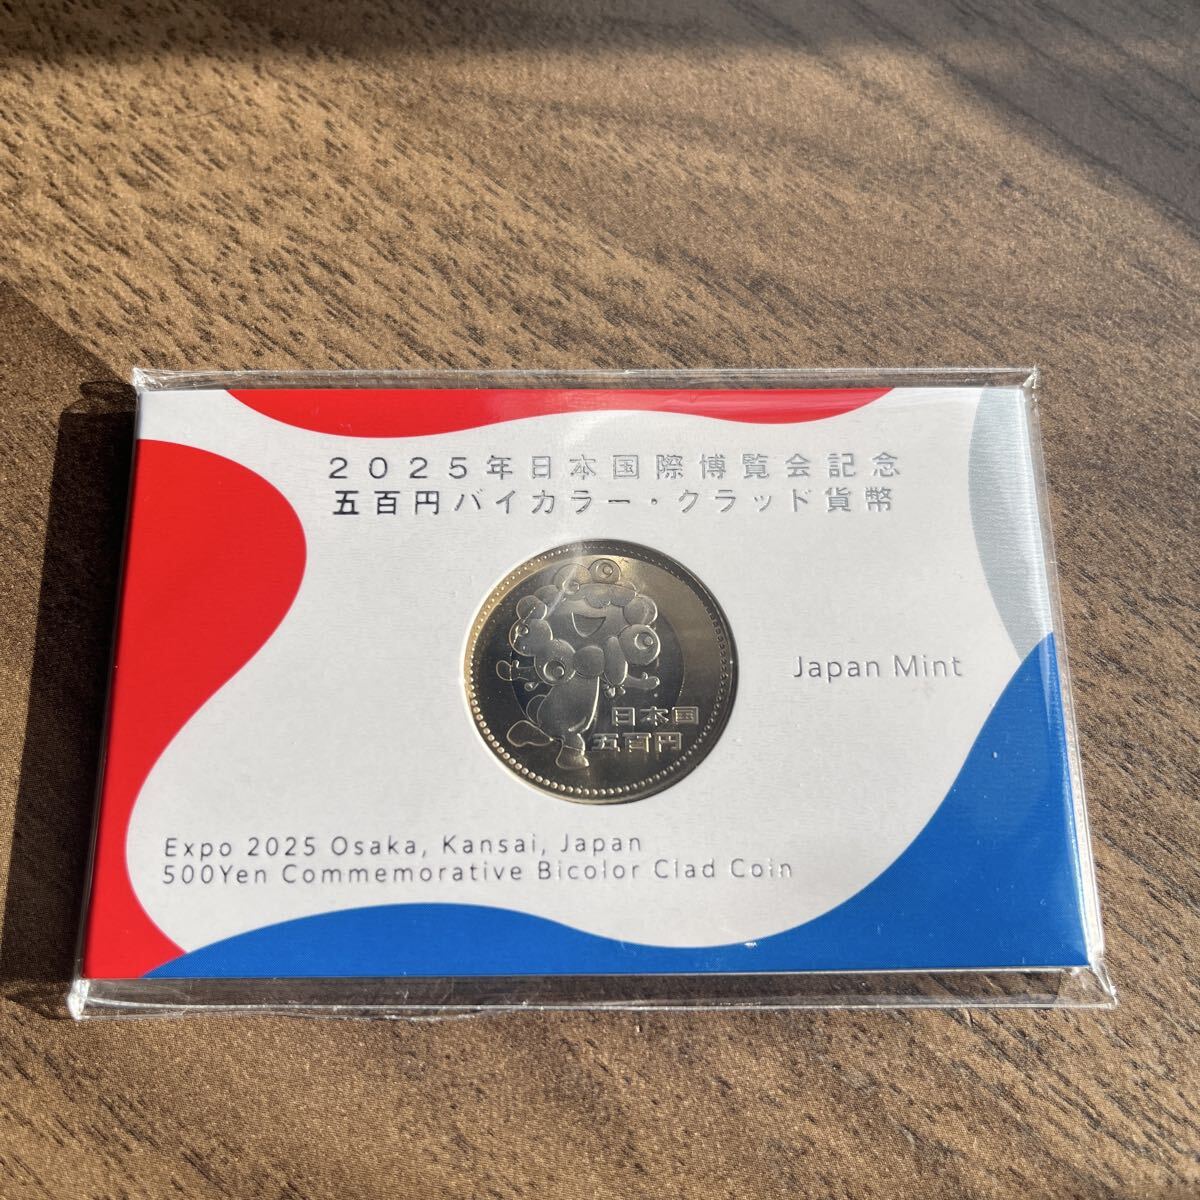 ２０２５年日本国際博覧会記念
五百円バイカラー・クラッド貨幣
日本国
五百円
Japan Mint
Expo 2025 Osaka, Kansai, Japan
500Yen Commemorative Bicolor Clad Coin